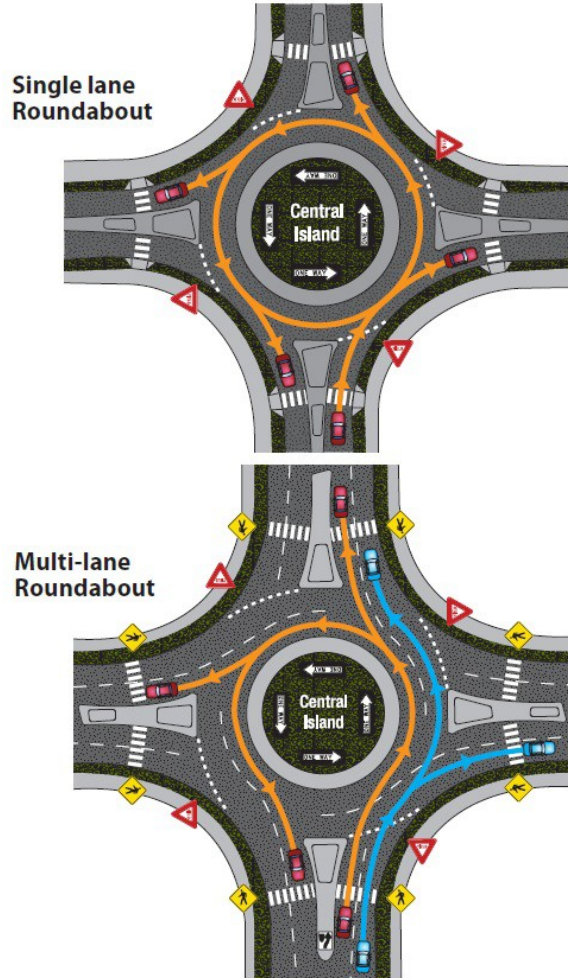 Single lane
Roundabout
ONE WAY
ONE WAY
Central
Island
ONE WAY
ONE WAY
Multi-lane
Roundabout
ONE WAY
ONE WAY
Central
Island
ONE WAY
ONE WAY